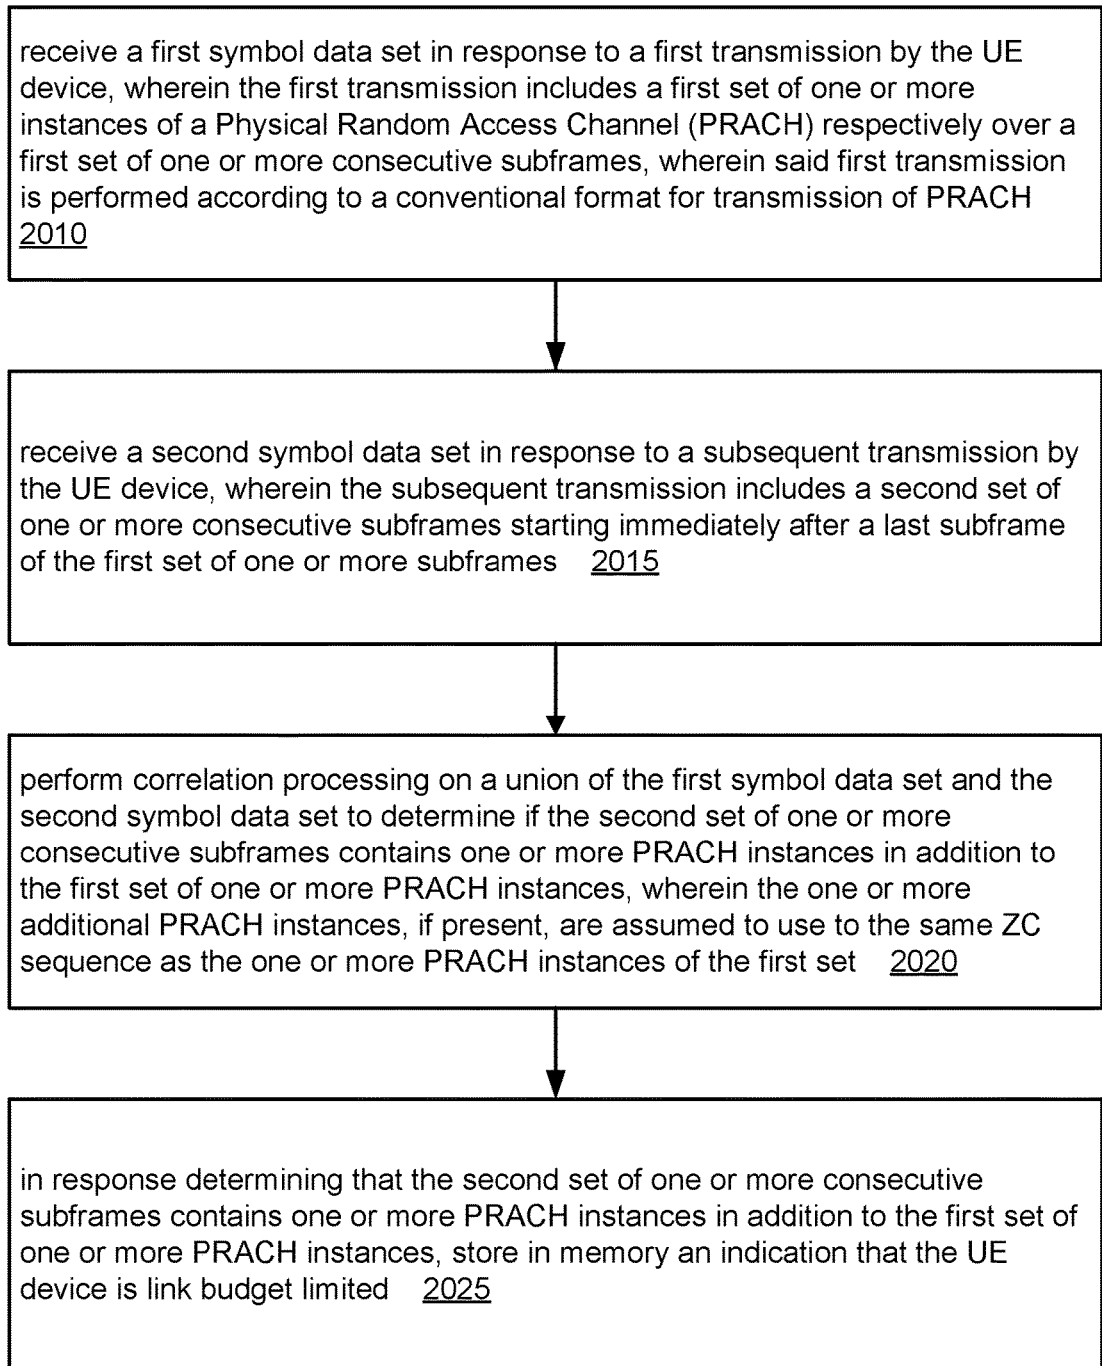 receive a first symbol data set in response to a first transmission by the UE
device, wherein the first transmission includes a first set of one or more
instances of a Physical Random Access Channel (PRACH) respectively over a
first set of one or more consecutive subframes, wherein said first transmission
is performed according to a conventional format for transmission of PRACH
2010
receive a second symbol data set in response to a subsequent transmission by
the UE device, wherein the subsequent transmission includes a second set of
one or more consecutive subframes starting immediately after a last subframe
of the first set of one or more subframes 2015
perform correlation processing on a union of the first symbol data set and the
second symbol data set to determine if the second set of one or more
consecutive subframes contains one or more PRACH instances in addition to
the first set of one or more PRACH instances, wherein the one or more
additional PRACH instances, if present, are assumed to use to the same ZC
sequence as the one or more PRACH instances of the first set 2020
in response determining that the second set of one or more consecutive
subframes contains one or more PRACH instances in addition to the first set of
one or more PRACH instances, store in memory an indication that the UE
device is link budget limited 2025